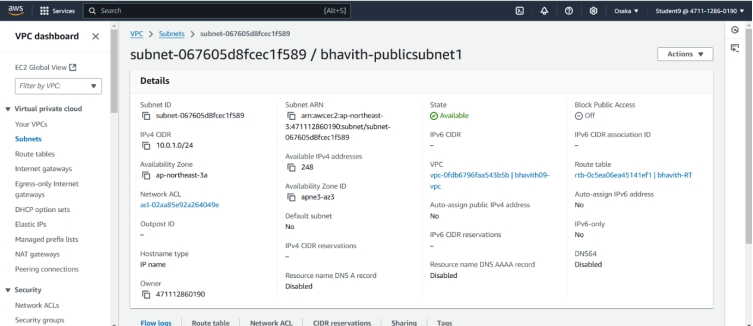 aws
Services
Search
[Alt+S]
Osaka ▼
Student9 @ 4711-1286-0190 ▼
VPC dashboard
EC2 Global View
Filter by VPC:
Virtual private cloud
Your VPCs
Subnets
Route tables
Internet gateways
Egress-only Internet
gateways
DHCP option sets
Elastic IPs
Managed prefix lists
NAT gateways
Peering connections
Security
Network ACLs
Security groups
VPC > Subnets > subnet-067605d8fcec1f589
subnet-067605d8fcec1f589 / bhavith-publicsubnet1
Actions ▼
Details
Subnet ID
subnet-067605d8fcec1f589
IPv4 CIDR
10.0.1.0/24
Availability Zone
ap-northeast-3a
Network ACL
acl-02aa85e92a264049e
Outpost ID
–
Hostname type
IP name
Owner
471112860190
Subnet ARN
arn:aws:ec2:ap-northeast-
3:471112860190:subnet/subnet-
067605d8fcec1f589
Available IPv4 addresses
248
Availability Zone ID
apne3-az3
Default subnet
No
IPv4 CIDR reservations
–
Resource name DNS A record
Disabled
State
Available
IPv6 CIDR
–
VPC
vpc-0fdb6796faa543b5b | bhavith09-
vpc
Auto-assign public IPv4 address
No
IPv6 CIDR reservations
–
Resource name DNS AAAA record
Disabled
Block Public Access
Off
IPv6 CIDR association ID
–
Route table
rtb-0c5ea06ea45141ef1 | bhavith-RT
Auto-assign IPv6 address
No
IPv6-only
No
DNS64
Disabled
Flow logs
Route table
Network ACL
CIDR reservations
Sharing
Tags